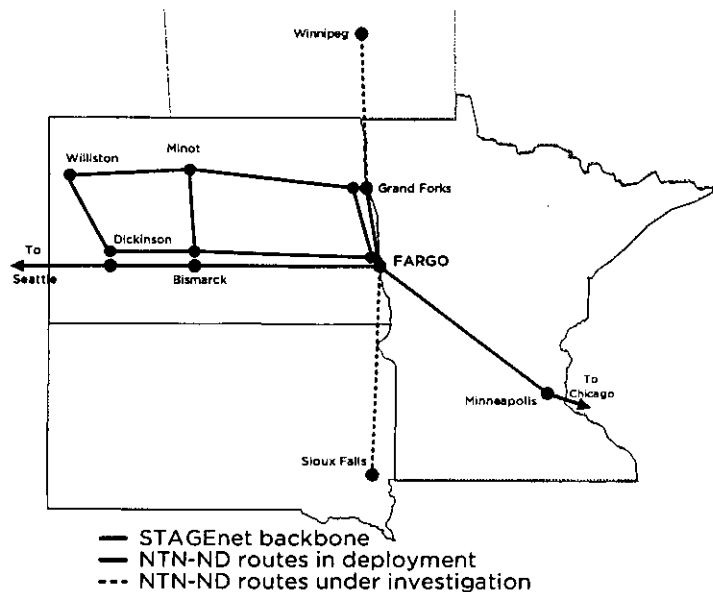 Winnipeg
Minot
Williston
Grand Forks
Dickinson
To
Seattle
FARGO
Bismarck
To
Chicago
Minneapolis
Sioux Falls
STAGEnet backbone
NTN-ND routes in deployment
NTN-ND routes under investigation